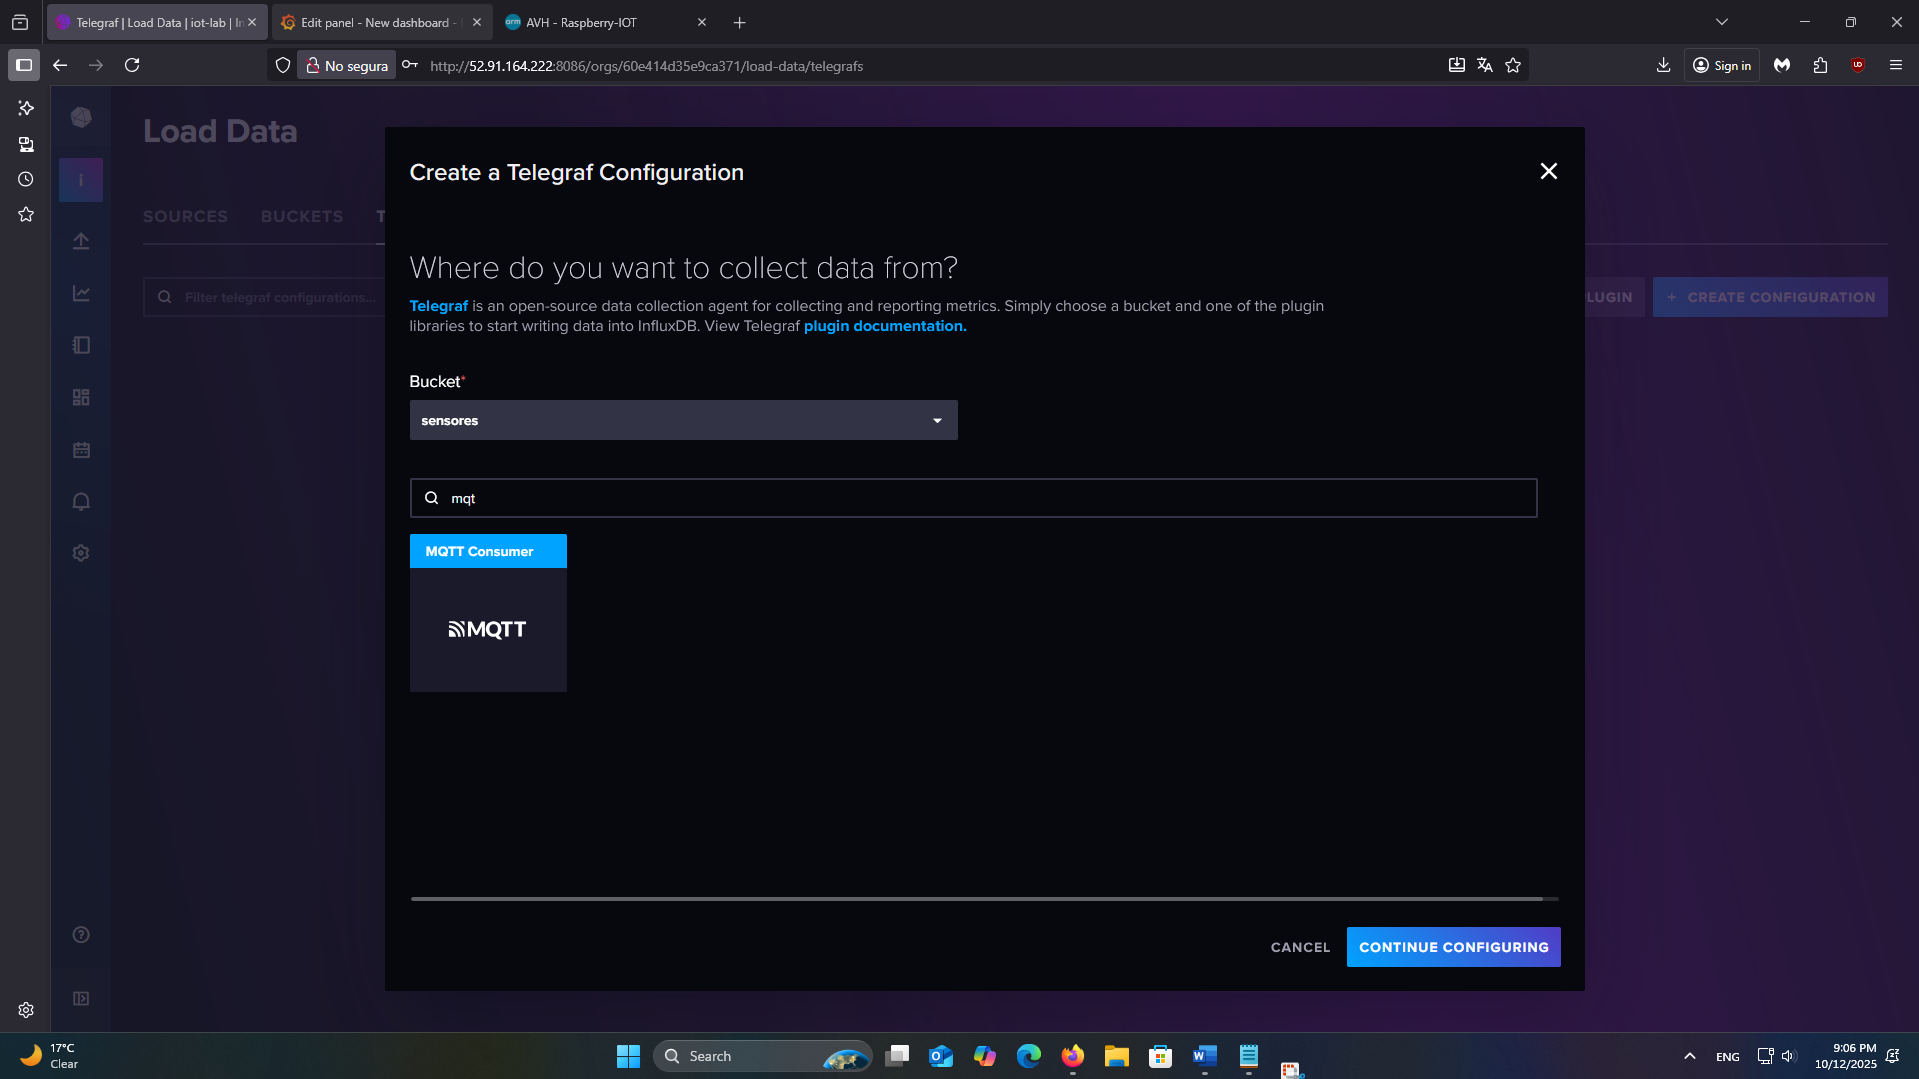 Telegraf | Load Data | iot-lab | In
Edit panel - New dashboard -
arm AVH - Raspberry-IOT
No segura
http://52.91.164.222:8086/orgs/60e414d35e9ca371/load-data/telegrafs
Sign in
Load Data
Create a Telegraf Configuration
i
SOURCES
BUCKETS
T
Where do you want to collect data from?
Filter telegraf configurations...
LUGIN
+ CREATE CONFIGURATION
Telegraf is an open-source data collection agent for collecting and reporting metrics. Simply choose a bucket and one of the plugin
libraries to start writing data into InfluxDB. View Telegraf plugin documentation.
Bucket*
sensores
mqt
MQTT Consumer
MQTT
CANCEL
CONTINUE CONFIGURING
17°C
Clear
Search
ENG
9:06 PM
10/12/2025